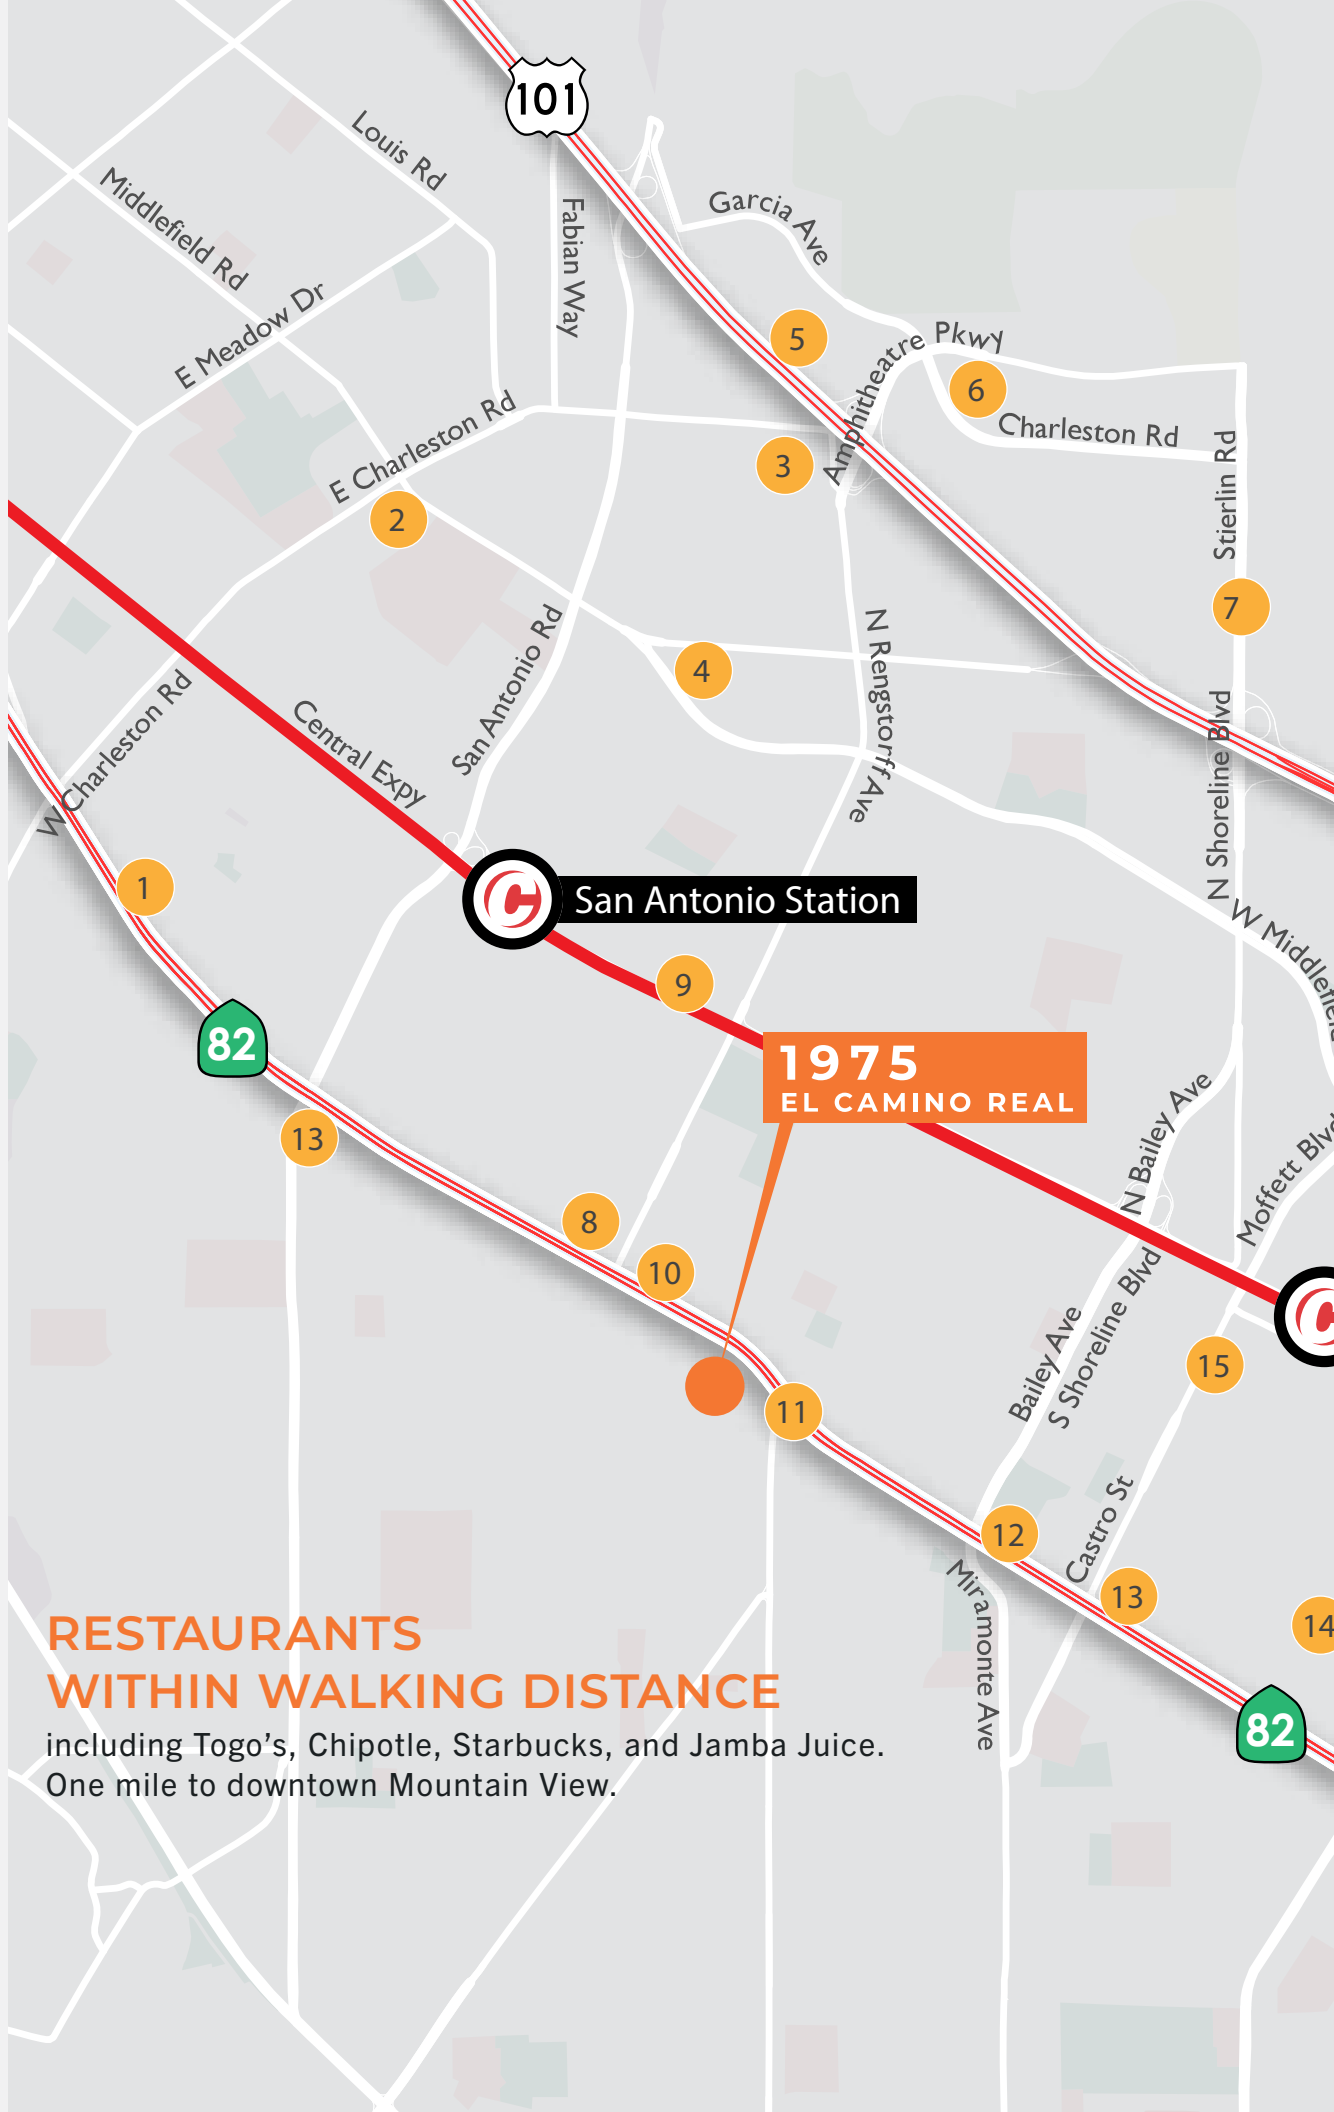 101
Louis Rd
Middlefield Rd
Fabian Way
Garcia Ave
E Meadow Dr
5
Amphitheatre Pkwy
6
E Charleston Rd
Charleston Rd
3
2
Stierlin Rd
7
San Antonio Rd
N Rengstorff Ave
4
W Charleston Rd
Central Expy
N Shoreline Blvd
1
San Antonio Station
W Middlefield
9
82
1975
EL CAMINO REAL
N Bailey Ave
Moffett Blvd
13
8
10
S Shoreline Blvd
Bailey Ave
15
11
Castro St
12
Miramonte Ave
13
14
RESTAURANTS
WITHIN WALKING DISTANCE
82
including Togo's, Chipotle, Starbucks, and Jamba Juice.
One mile to downtown Mountain View.